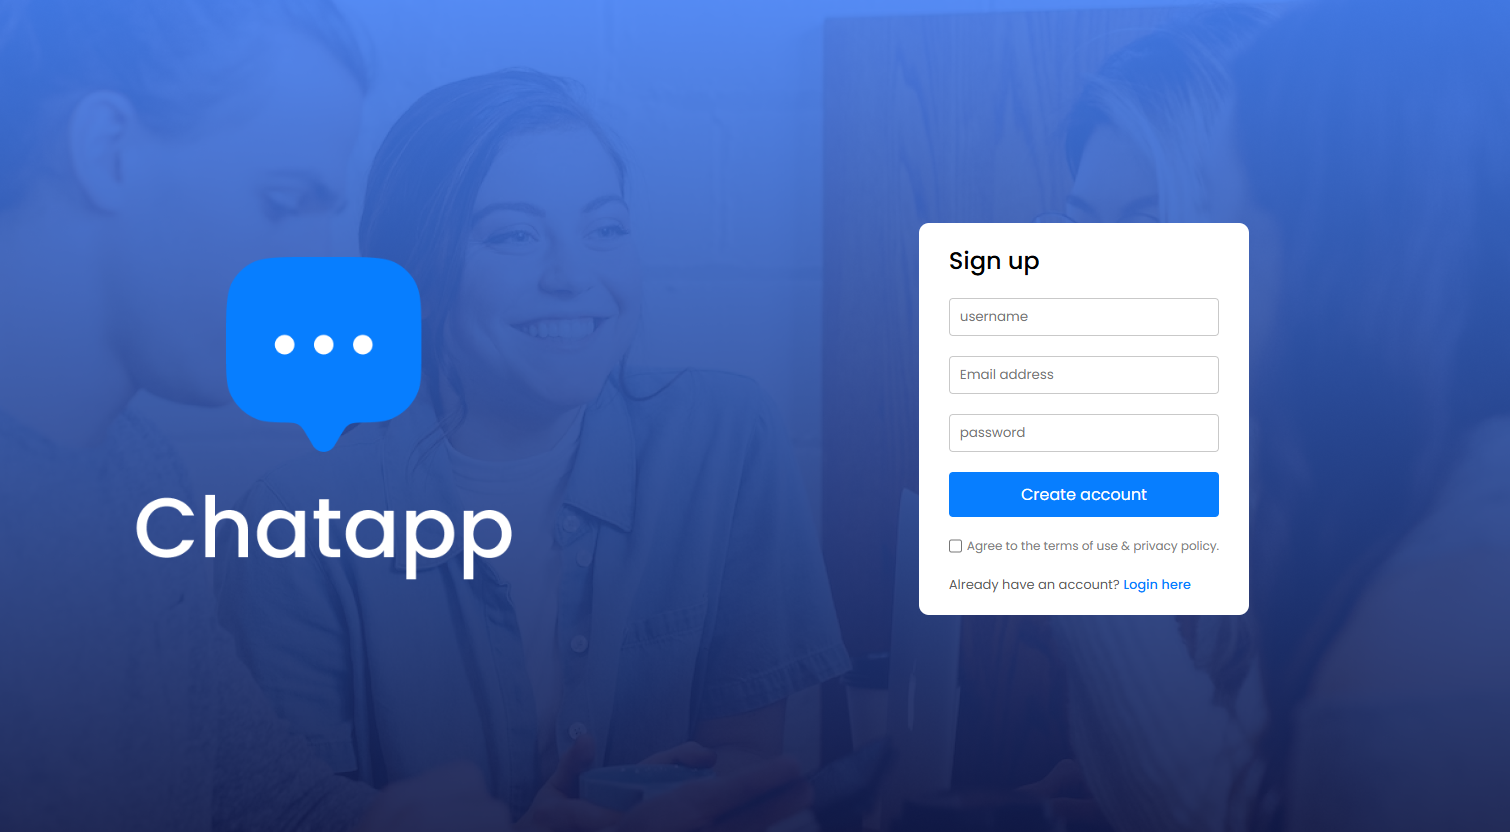 Chatapp
Sign up
username
Email address
password
Create account
Agree to the terms of use & privacy policy.
Already have an account? Login here